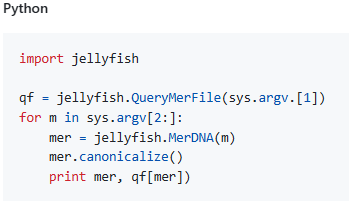 Python
import jellyfish
qf = jellyfish.QueryMerFile(sys.argv.[1])
for m in sys.argv[2:]:
    mer = jellyfish.MerDNA(m)
    mer.canonicalize()
    print mer, qf[mer])